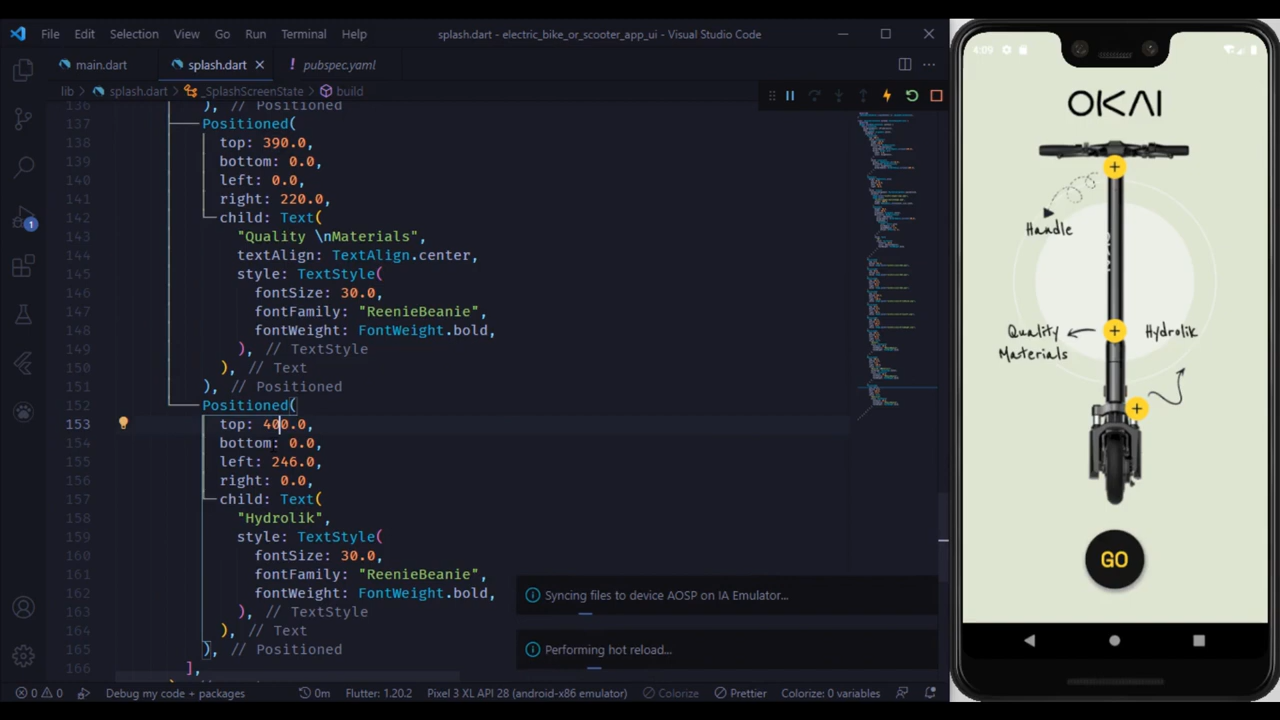 File Edit Selection View Go Run Terminal Help splash.dart - electric_bike_or_scooter_app_ui - Visual Studio Code
main.dart splash.dart pubspec.yaml
lib > splash.dart > _SplashScreenState > build
136 ), // Positioned
137 Positioned(
138 top: 390.0,
139 bottom: 0.0,
140 left: 0.0,
141 right: 220.0,
142 child: Text(
143 "Quality \nMaterials",
144 textAlign: TextAlign.center,
145 style: TextStyle(
146 fontSize: 30.0,
147 fontFamily: "ReenieBeanie",
148 fontWeight: FontWeight.bold,
149 ), // TextStyle
150 ), // Text
151 ), // Positioned
152 Positioned(
153 top: 400.0,
154 bottom: 0.0,
155 left: 246.0,
156 right: 0.0,
157 child: Text(
158 "Hydrolik",
159 style: TextStyle(
160 fontSize: 30.0,
161 fontFamily: "ReenieBeanie",
162 fontWeight: FontWeight.bold,
163 ), // TextStyle
164 ), // Text
165 ), // Positioned
166 ],
1
Syncing files to device AOSP on IA Emulator...
Performing hot reload...
0 0 Debug my code + packages 0m Flutter: 1.20.2 Pixel 3 XL API 28 (android-x86 emulator) Colorize Prettier Colorize: 0 variables
4:09
OKAI
Handle
OKAI
Quality
Materials
Hydrolik
GO